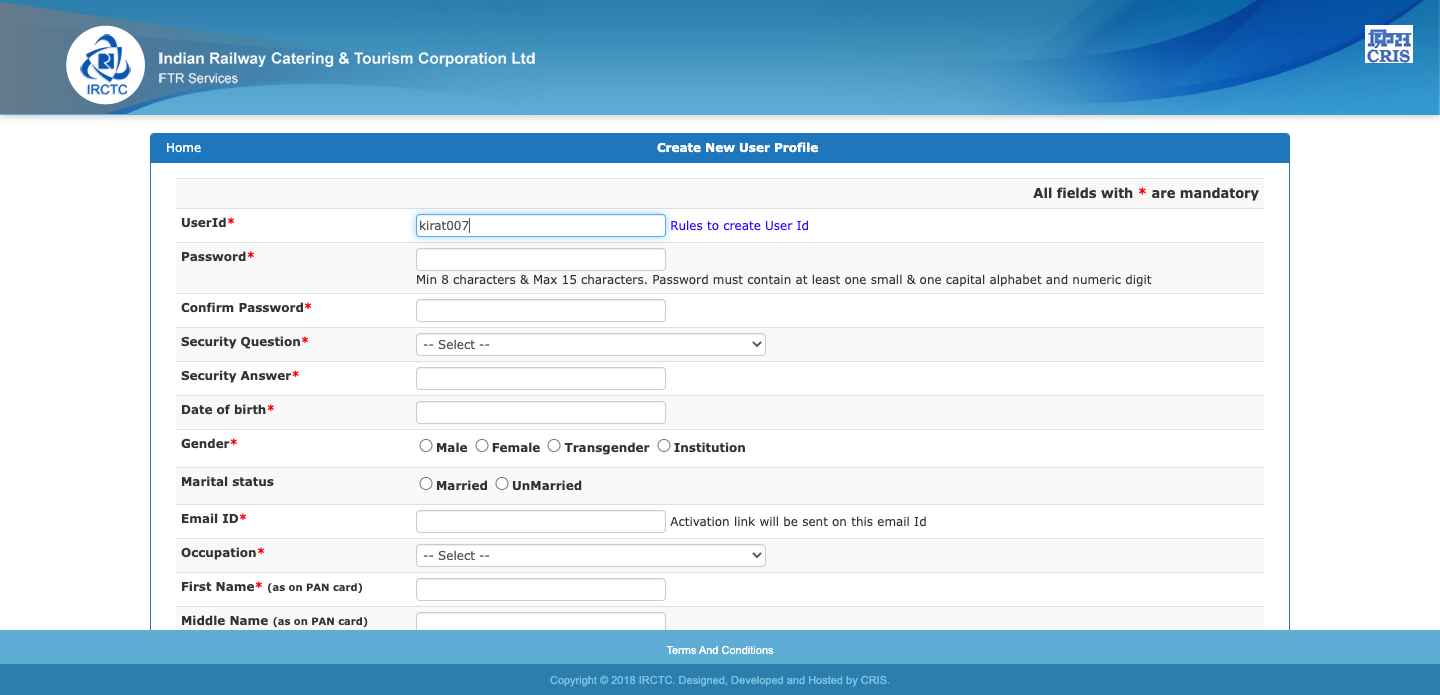 Indian Railway Catering & Tourism Corporation Ltd
FTR Services
IRCTC
क्रिस
CRIS
Home
Create New User Profile
All fields with * are mandatory
UserId*
kirat007
Rules to create User Id
Password*
Min 8 characters & Max 15 characters. Password must contain at least one small & one capital alphabet and numeric digit
Confirm Password*
Security Question*
-- Select --
Security Answer*
Date of birth*
Gender*
Male Female Transgender Institution
Marital status
Married UnMarried
Email ID*
Activation link will be sent on this email Id
Occupation*
-- Select --
First Name* (as on PAN card)
Middle Name (as on PAN card)
Terms And Conditions
Copyright © 2018 IRCTC. Designed, Developed and Hosted by CRIS.